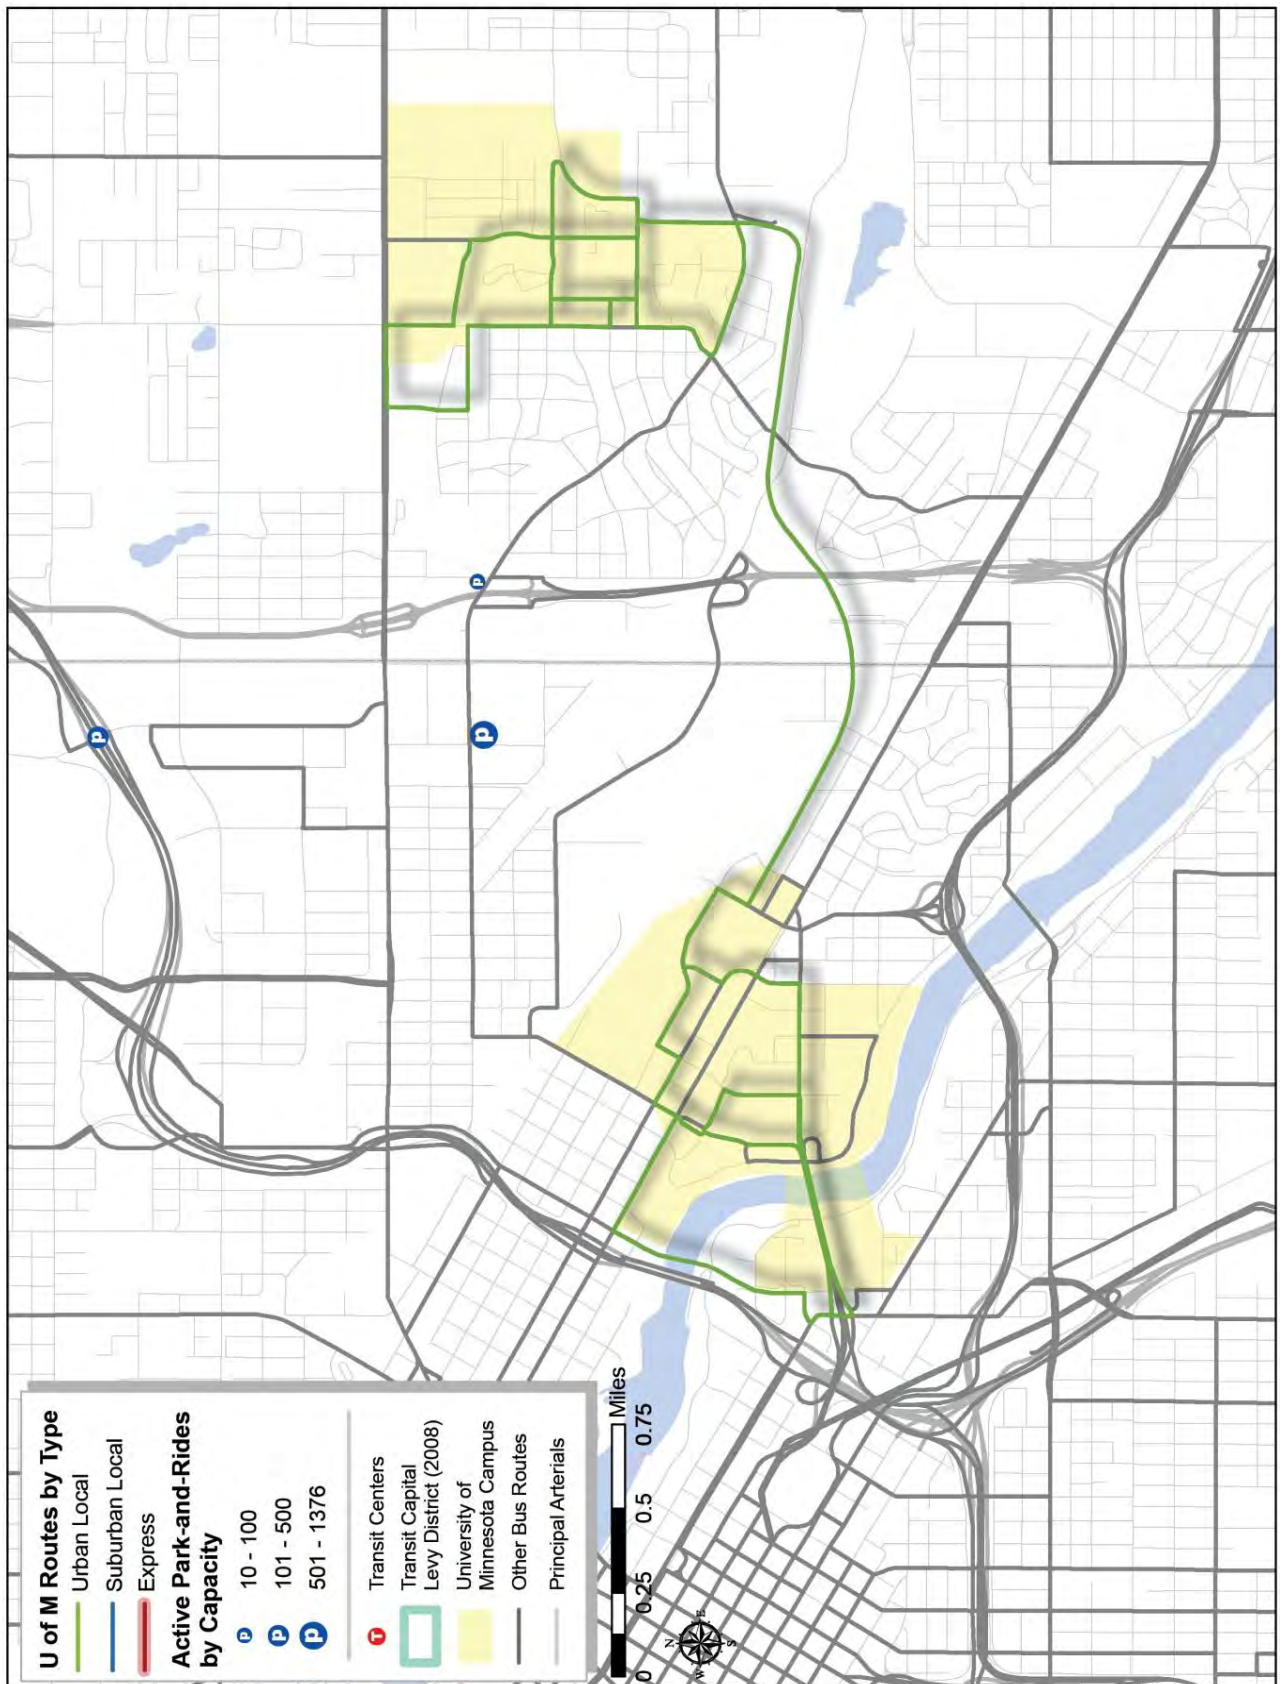 U of M Routes by Type
Urban Local
Suburban Local
Express
Active Park-and-Rides
by Capacity
P 10 - 100
P 101 - 500
P 501 - 1376
T Transit Centers
Transit Capital
Levy District (2008)
University of
Minnesota Campus
Other Bus Routes
Principal Arterials
0 0.25 0.5 0.75
Miles
N
W E
S
P
P
P